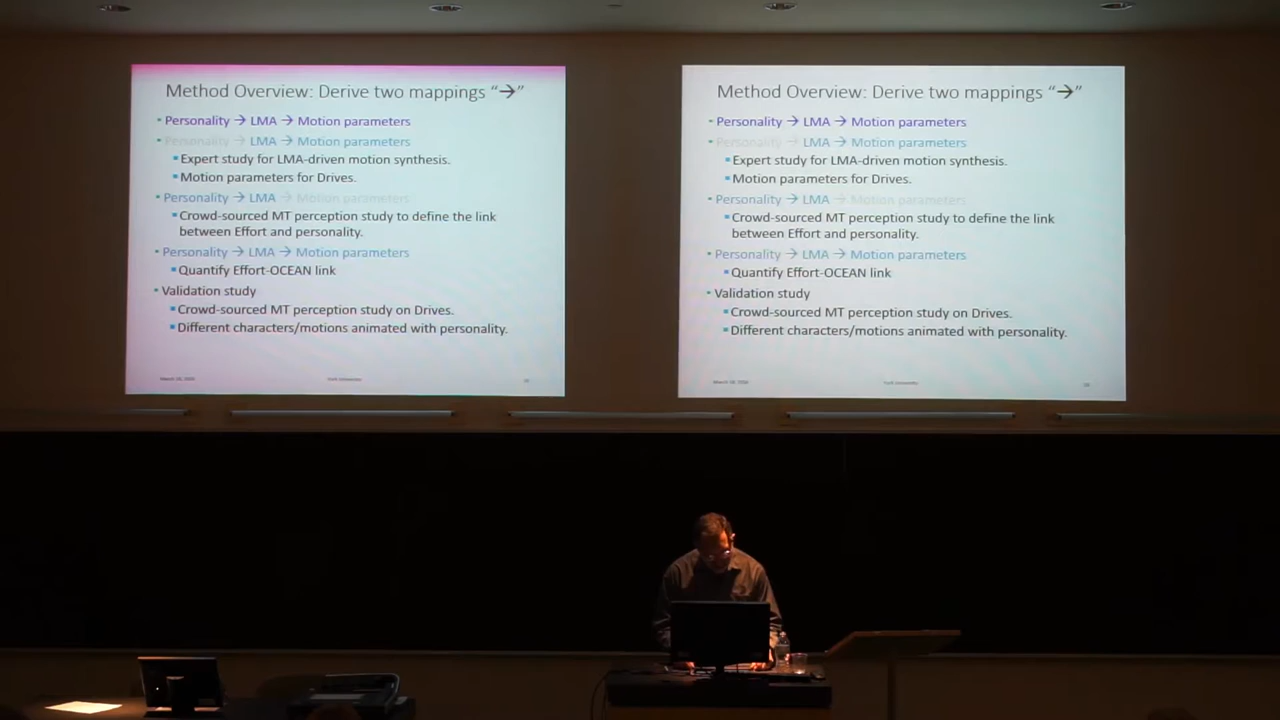 Method Overview: Derive two mappings “→”
Personality → LMA → Motion parameters
Personality → LMA → Motion parameters
Expert study for LMA-driven motion synthesis.
Motion parameters for Drives.
Personality → LMA → Motion parameters
Crowd-sourced MT perception study to define the link
between Effort and personality.
Personality → LMA → Motion parameters
Quantify Effort-OCEAN link
Validation study
Crowd-sourced MT perception study on Drives.
Different characters/motions animated with personality.
York University
Method Overview: Derive two mappings “→”
Personality → LMA → Motion parameters
Personality → LMA → Motion parameters
Expert study for LMA-driven motion synthesis.
Motion parameters for Drives.
Personality → LMA → Motion parameters
Crowd-sourced MT perception study to define the link
between Effort and personality.
Personality → LMA → Motion parameters
Quantify Effort-OCEAN link
Validation study
Crowd-sourced MT perception study on Drives.
Different characters/motions animated with personality.
York University